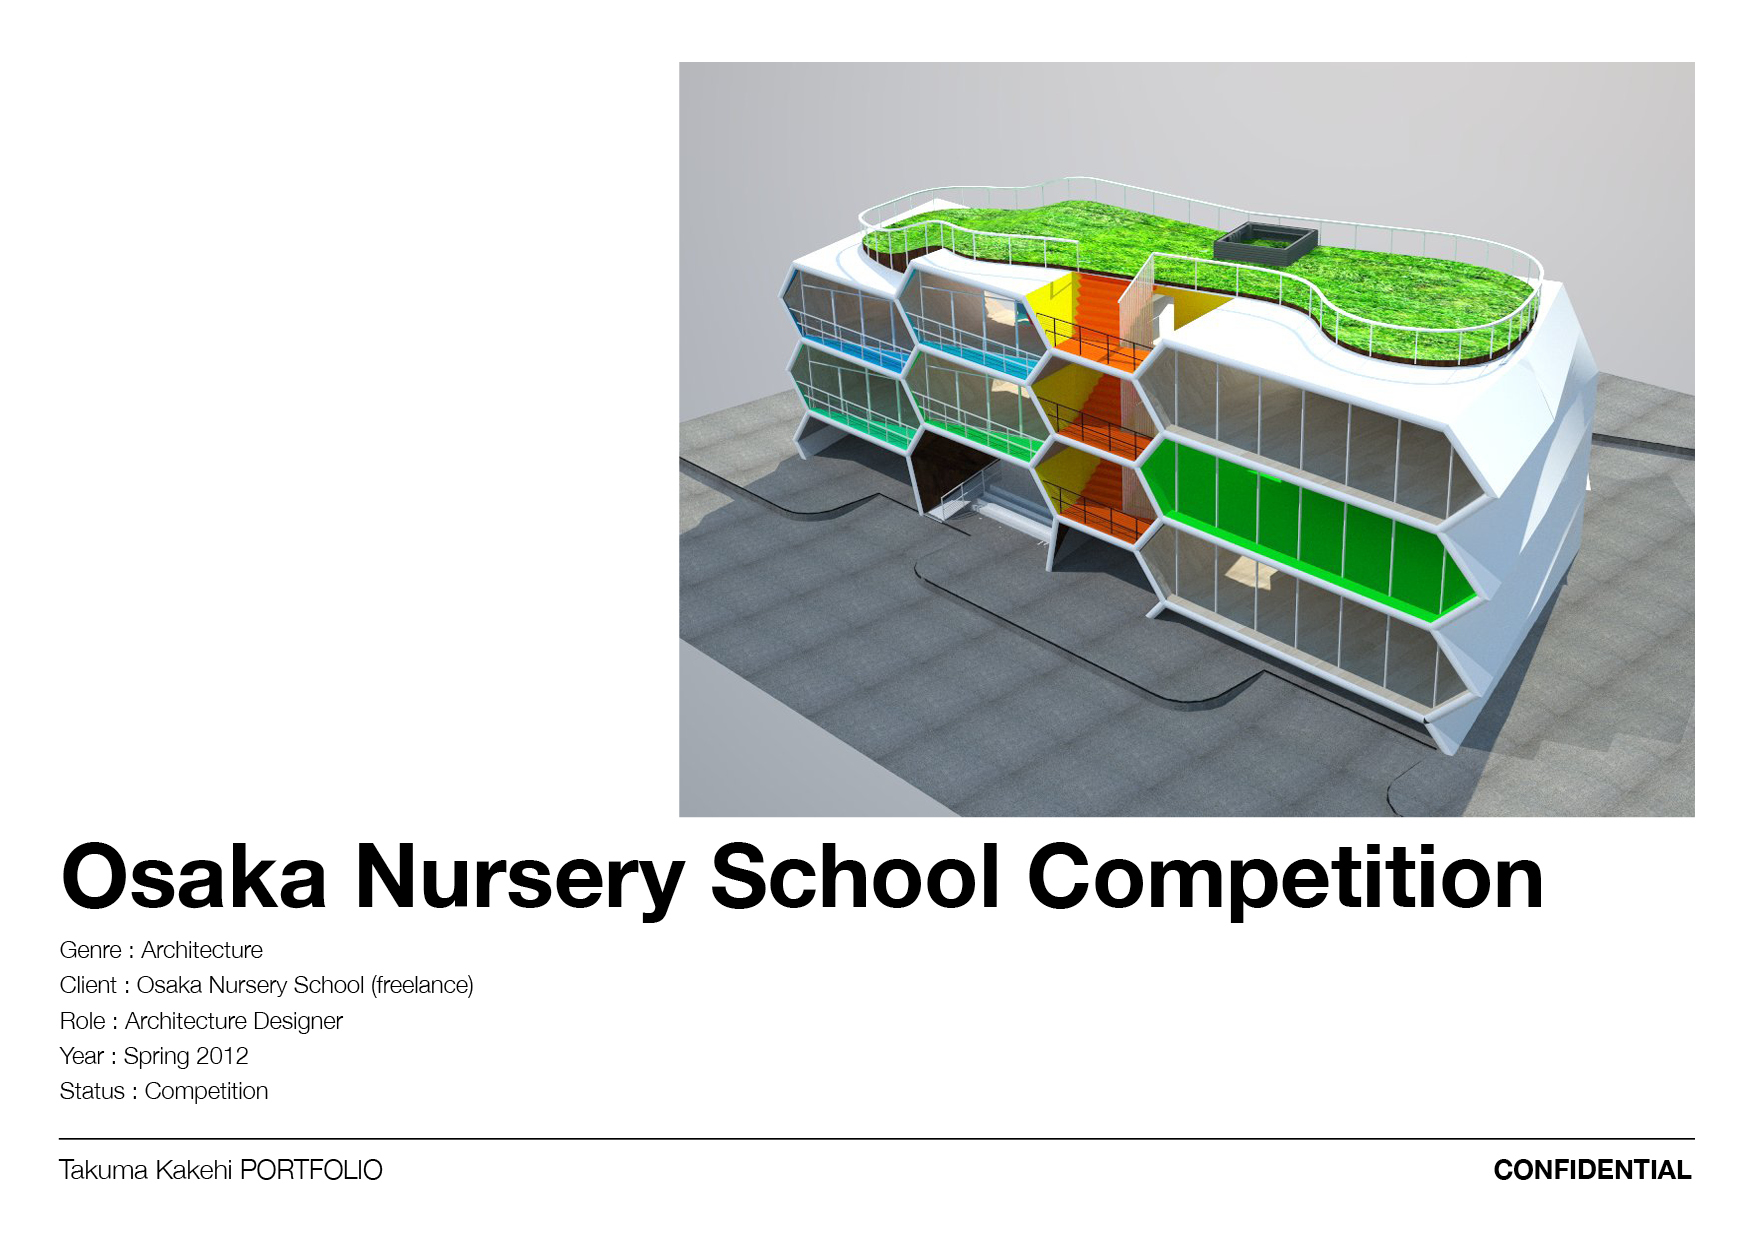 Osaka Nursery School Competition
Genre : Architecture
Client : Osaka Nursery School (freelance)
Role : Architecture Designer
Year : Spring 2012
Status : Competition
Takuma Kakehi PORTFOLIO
CONFIDENTIAL